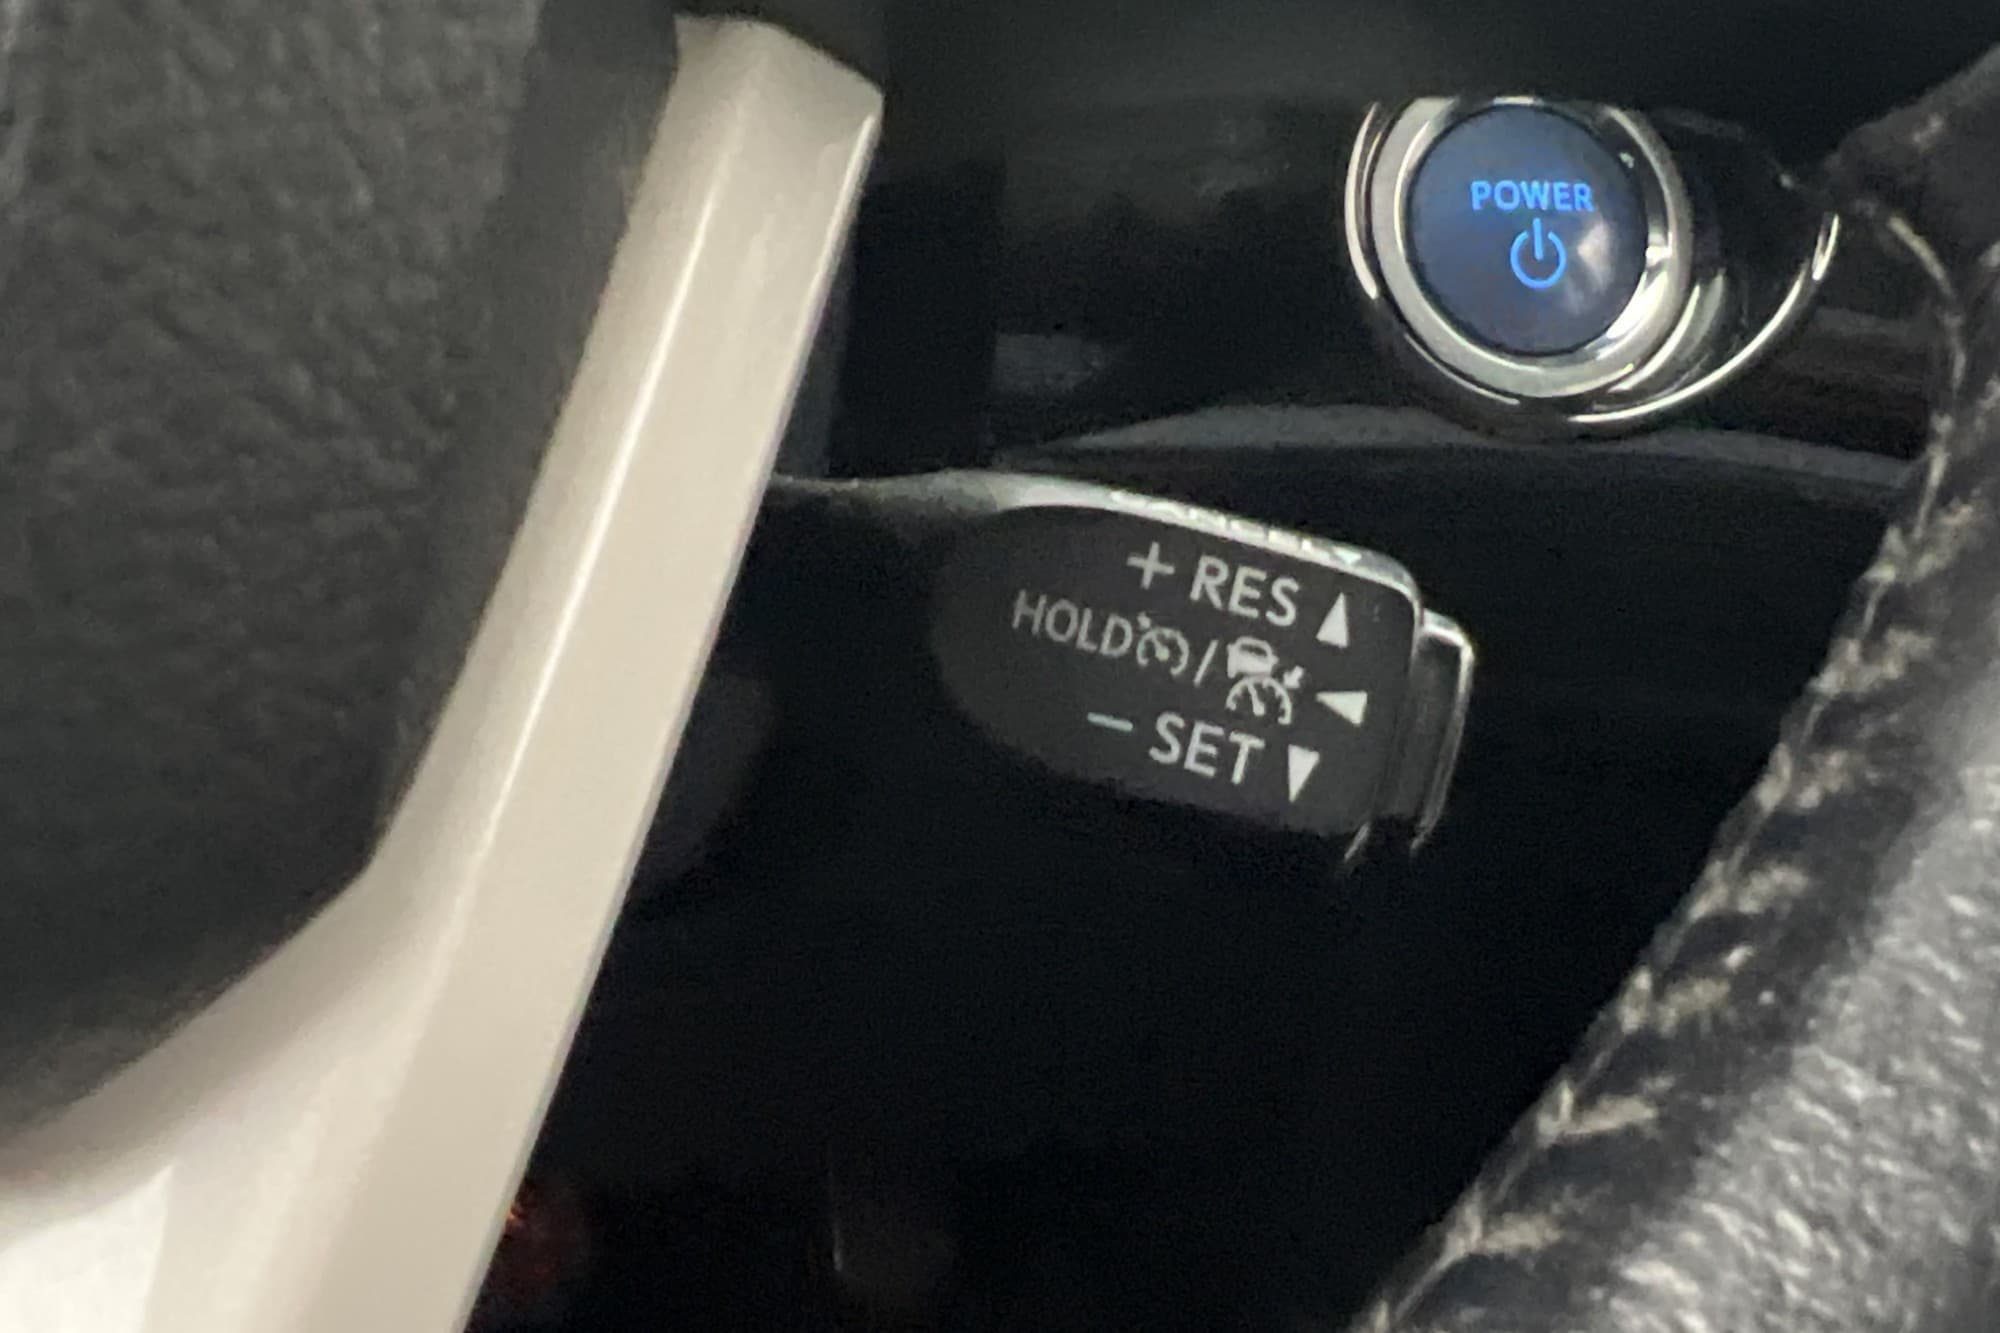 POWER
+ RES ▲
HOLD / ◀
− SET ▼